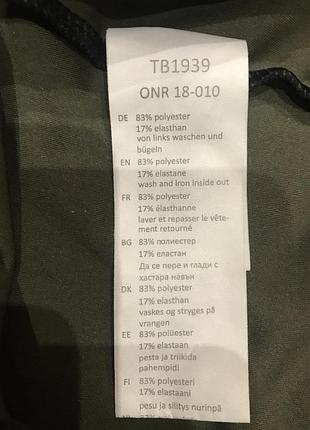 TB1939
ONR 18-010
DE 83% polyester
17% elasthan
von links waschen und
bügeln
EN 83% polyester
17% elastane
wash and iron inside out
FR 83% polyester
17% élasthanne
laver et repasser le vête-
ment retourné
BG 83% полиестер
17% еластан
Да се пере и глади с
хастара навън
DK 83% polyester
17% elasthan
vaskes og stryges på
vrangen
EE 83% polüester
17% elastaan
pesta ja triikida
pahempidi
FI 83% polyesteri
17% elastaani
pesu ja silitys nurinpä